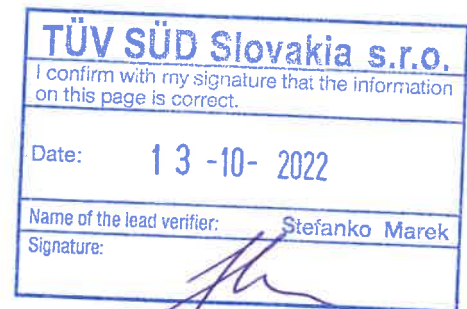 TÜV SÜD Slovakia s.r.o.
I confirm with my signature that the information
on this page is correct.
Date: 13 -10- 2022
Name of the lead verifier: Stefanko Marek
Signature: